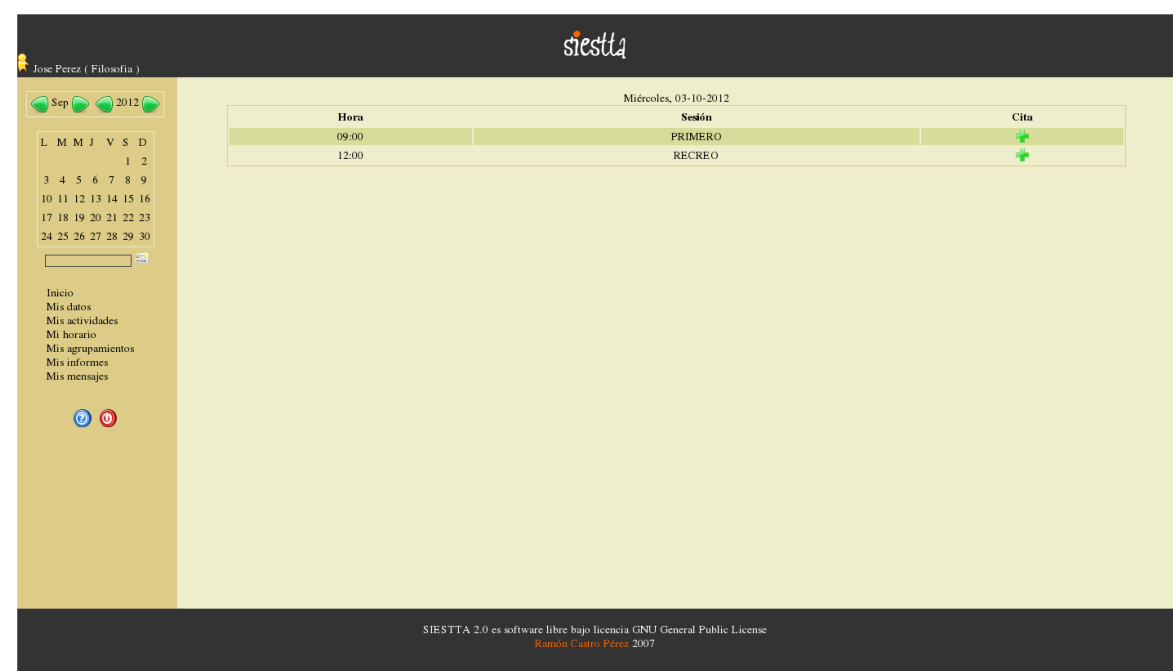 siestta
Jose Perez ( Filosofia )
Sep 2012
L M M J V S D
1 2
3 4 5 6 7 8 9
10 11 12 13 14 15 16
17 18 19 20 21 22 23
24 25 26 27 28 29 30
Inicio
Mis datos
Mis actividades
Mi horario
Mis agrupamientos
Mis informes
Mis mensajes
Miércoles, 03-10-2012
Hora Sesión Cita
09:00 PRIMERO
12:00 RECREO
SIESTTA 2.0 es software libre bajo licencia GNU General Public License
Ramón Castro Pérez 2007